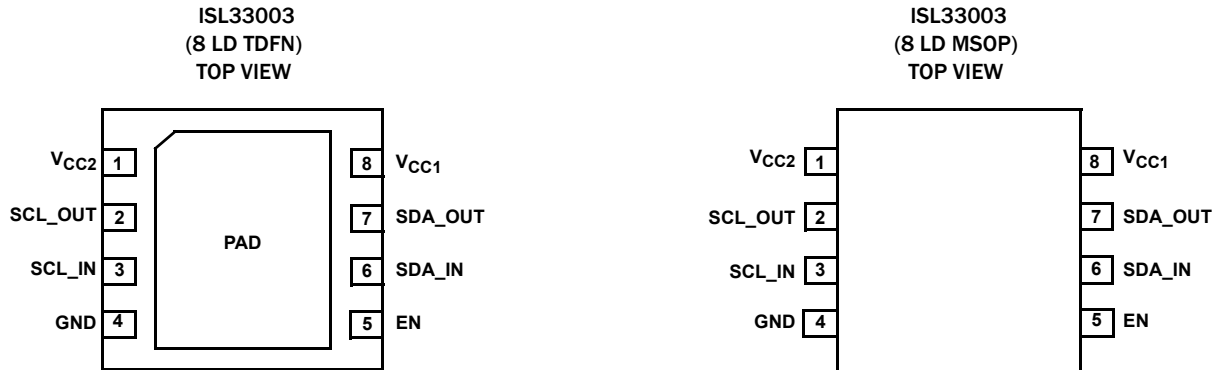 ISL33003
(8 LD TDFN)
TOP VIEW
VCC2 1
8 VCC1
SCL_OUT 2
7 SDA_OUT
PAD
SCL_IN 3
6 SDA_IN
GND 4
5 EN
ISL33003
(8 LD MSOP)
TOP VIEW
VCC2 1
8 VCC1
SCL_OUT 2
7 SDA_OUT
SCL_IN 3
6 SDA_IN
GND 4
5 EN